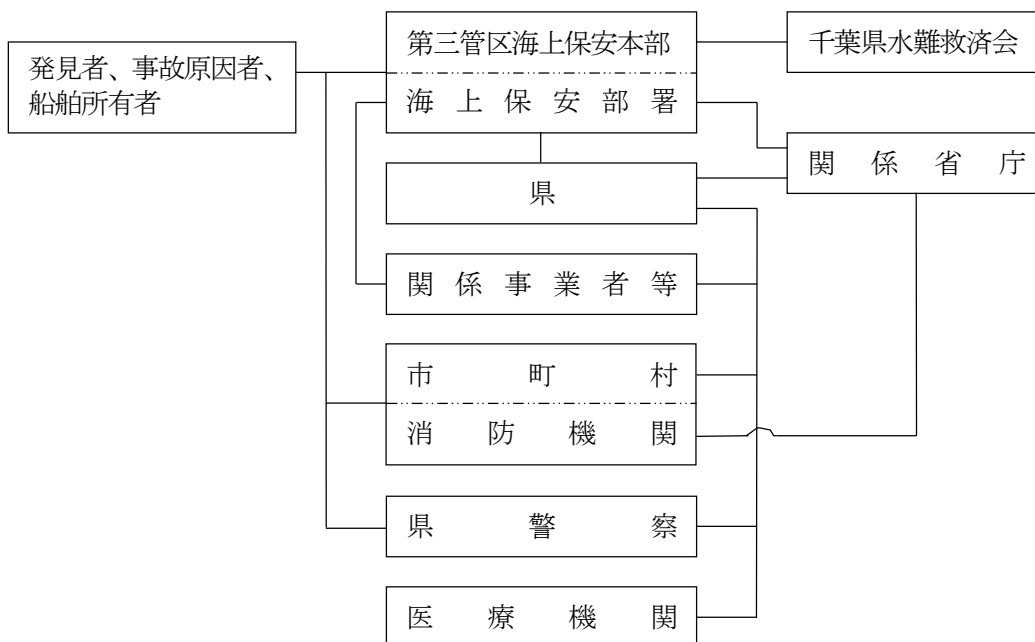 発見者、事故原因者、
船舶所有者
第三管区海上保安本部
海上保安部署
千葉県水難救済会
関係省庁
県
関係事業者等
市町村
消防機関
県警察
医療機関